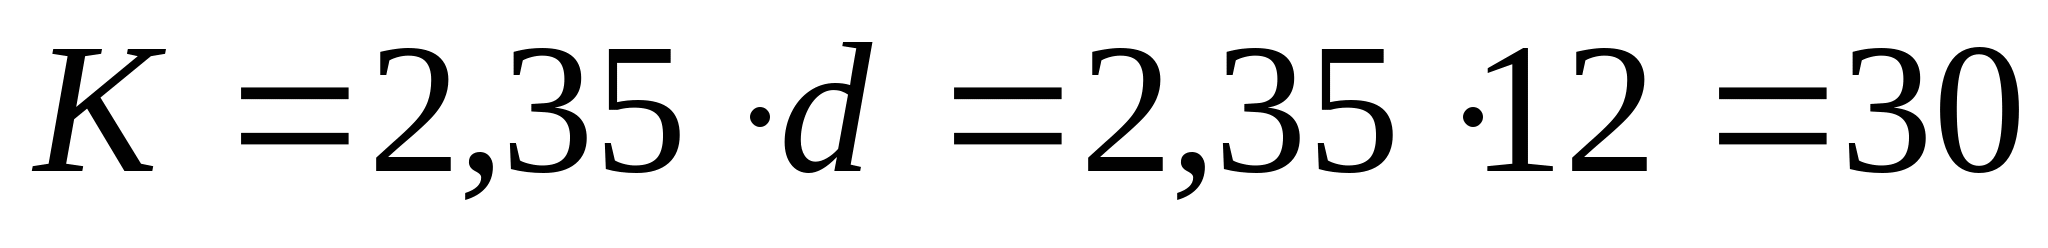 K = 2,35 · d = 2,35 · 12 = 30